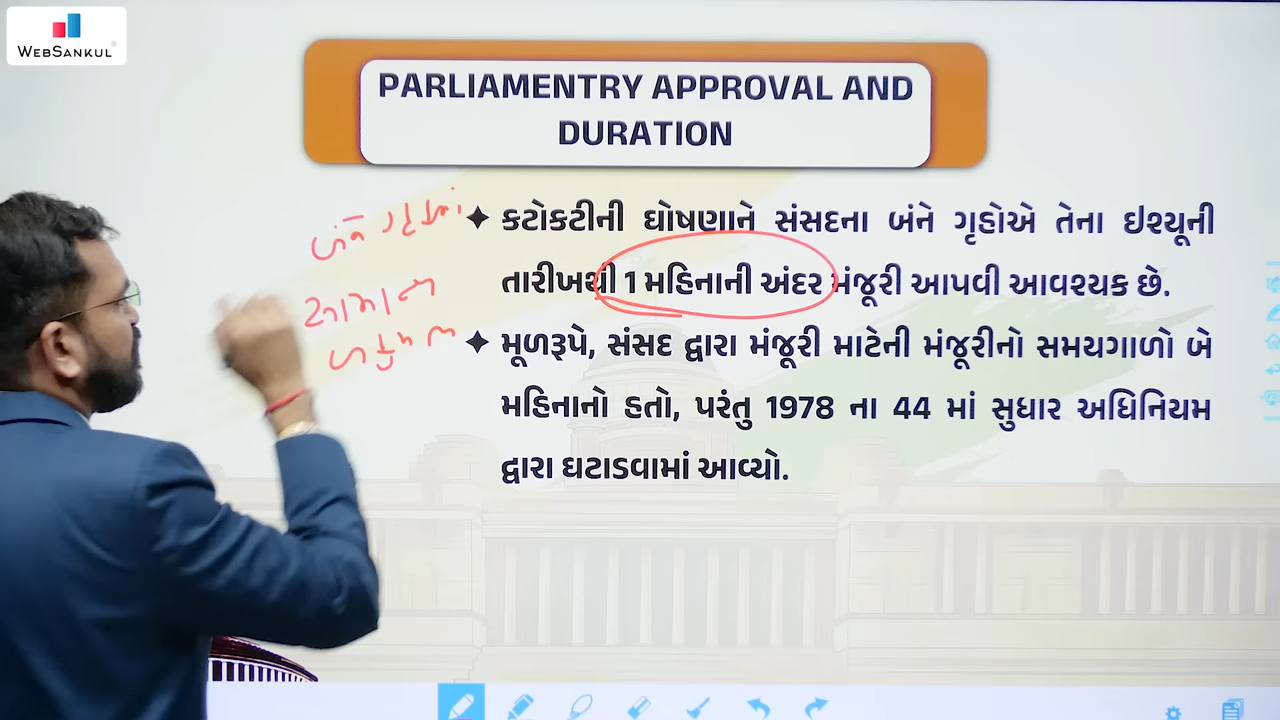 WEBSANKUL
PARLIAMENTRY APPROVAL AND
DURATION
કટોકટીની ઘોષણાને સંસદના બંને ગૃહોએ તેના ઇશ્યૂની
તારીખથી 1 મહિનાની અંદર મંજૂરી આપવી આવશ્યક છે.
મૂળરૂપે, સંસદ દ્વારા મંજૂરી માટેની મંજૂરીનો સમયગાળો બે
મહિનાનો હતો, પરંતુ 1978 ના 44 માં સુધાર અધિનિયમ
દ્વારા ઘટાડવામાં આવ્યો.